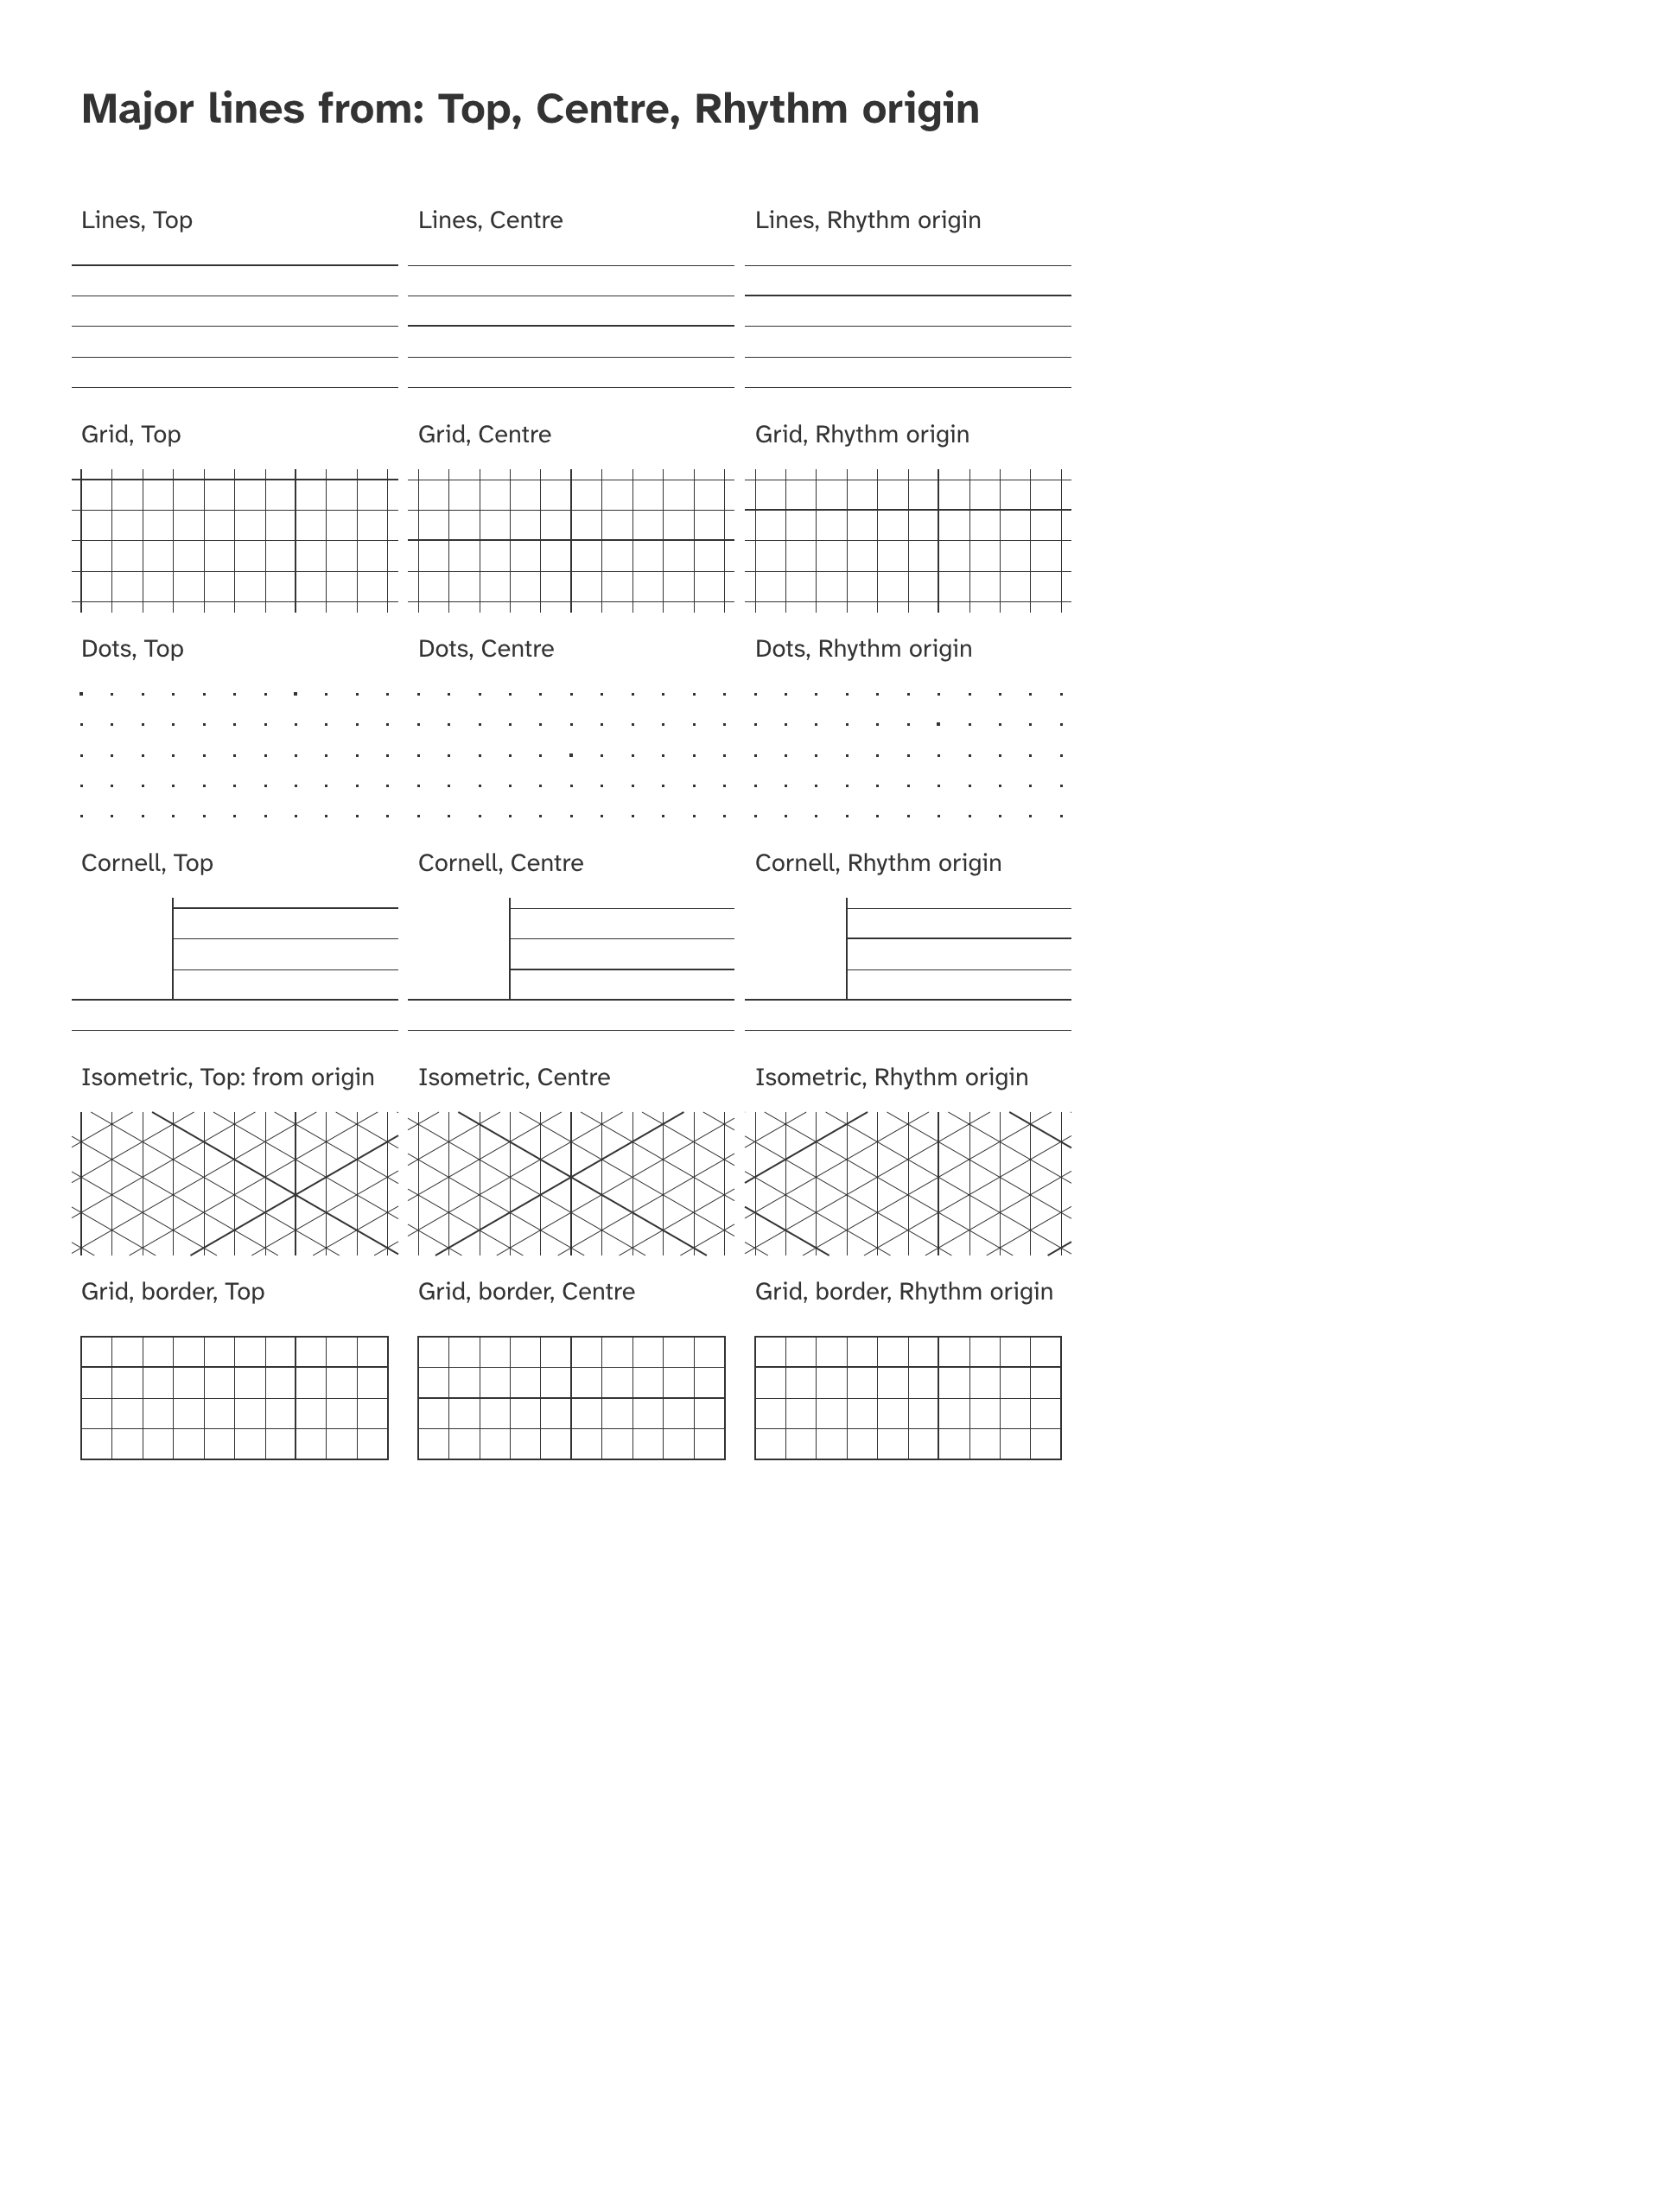 Major lines from: Top, Centre, Rhythm origin
Lines, Top
Lines, Centre
Lines, Rhythm origin
Grid, Top
Grid, Centre
Grid, Rhythm origin
Dots, Top
Dots, Centre
Dots, Rhythm origin
Cornell, Top
Cornell, Centre
Cornell, Rhythm origin
Isometric, Top: from origin
Isometric, Centre
Isometric, Rhythm origin
Grid, border, Top
Grid, border, Centre
Grid, border, Rhythm origin